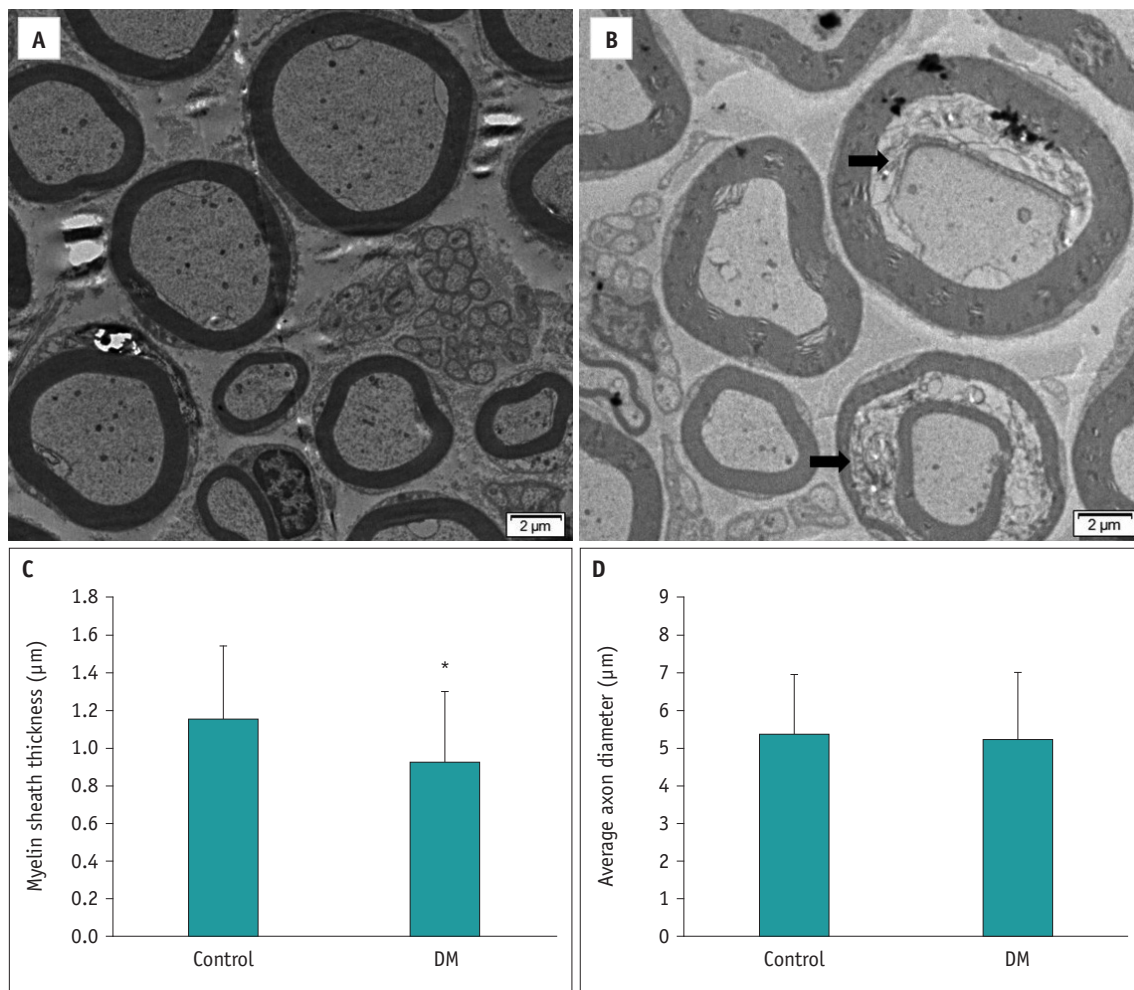 A
2 µm
B
2 µm
C
Myelin sheath thickness (µm)
1.8
1.6
1.4
1.2
1.0
0.8
0.6
0.4
0.2
0.0
*
Control DM
D
Average axon diameter (µm)
9
8
7
6
5
4
3
2
1
0
Control DM